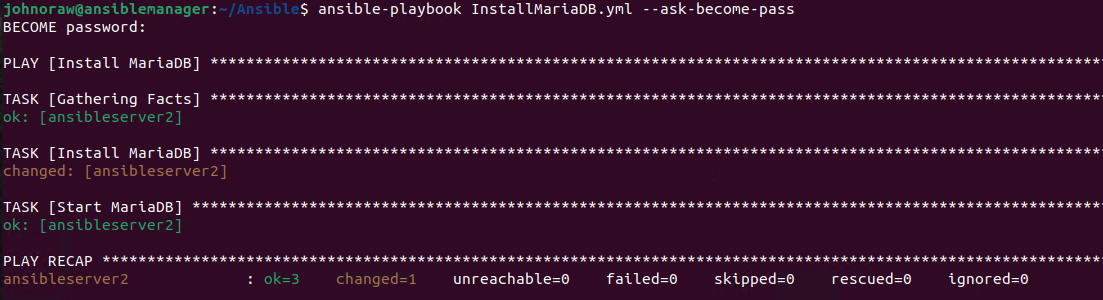 johnoraw@ansiblemanager:~/Ansible$ ansible-playbook InstallMariaDB.yml --ask-become-pass
BECOME password:
PLAY [Install MariaDB] ****************************************************************************************************
TASK [Gathering Facts] ****************************************************************************************************
ok: [ansibleserver2]
TASK [Install MariaDB] ****************************************************************************************************
changed: [ansibleserver2]
TASK [Start MariaDB] ******************************************************************************************************
ok: [ansibleserver2]
PLAY RECAP ****************************************************************************************************************
ansibleserver2             : ok=3    changed=1    unreachable=0    failed=0    skipped=0    rescued=0    ignored=0